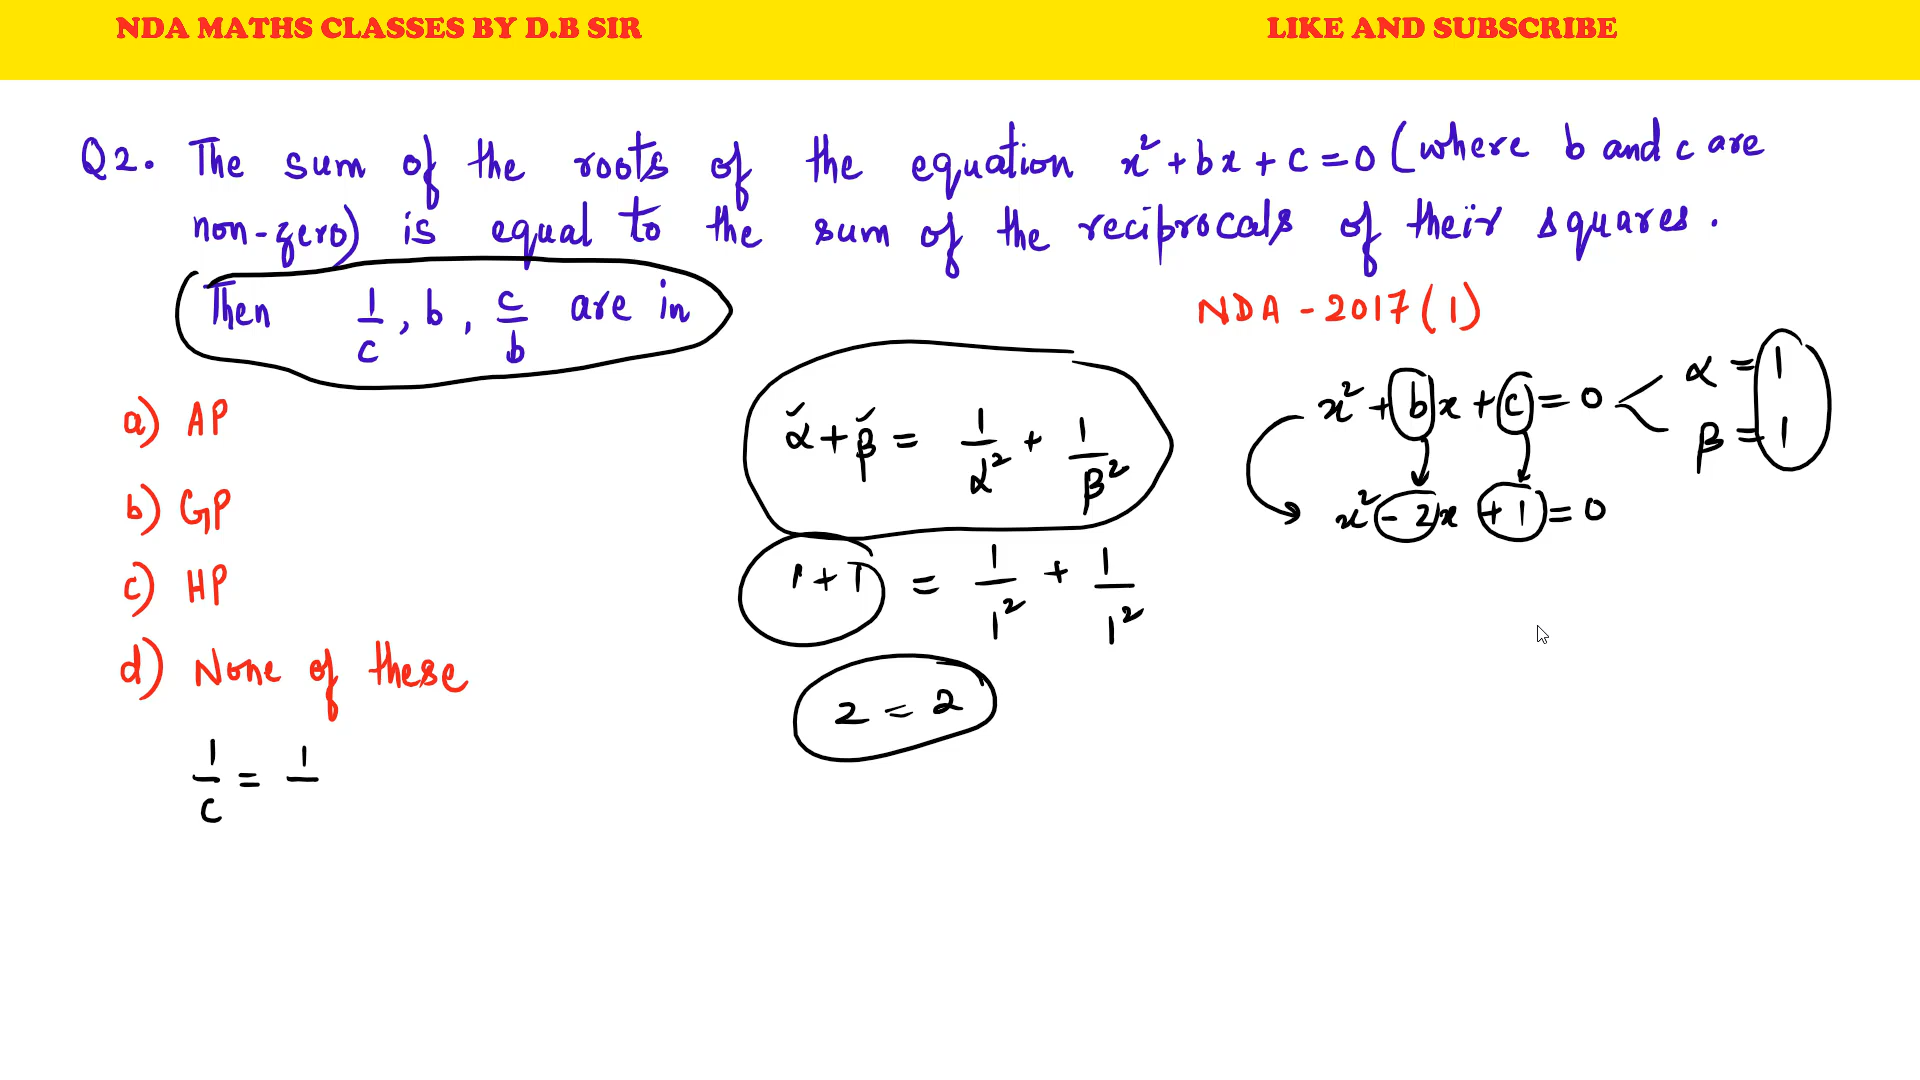 NDA MATHS CLASSES BY D.B SIR
LIKE AND SUBSCRIBE
Q2. The sum of the roots of the equation x² + bx + c = 0 (where b and c are
non-zero) is equal to the sum of the reciprocals of their squares.
Then 1/c, b, c/b are in
NDA - 2017 (1)
a) AP
b) GP
c) HP
d) None of these
1/c = 1/
α + β = 1/α² + 1/β²
1 + 1 = 1/1² + 1/1²
2 = 2
x² + bx + c = 0
α = 1
β = 1
x² - 2x + 1 = 0